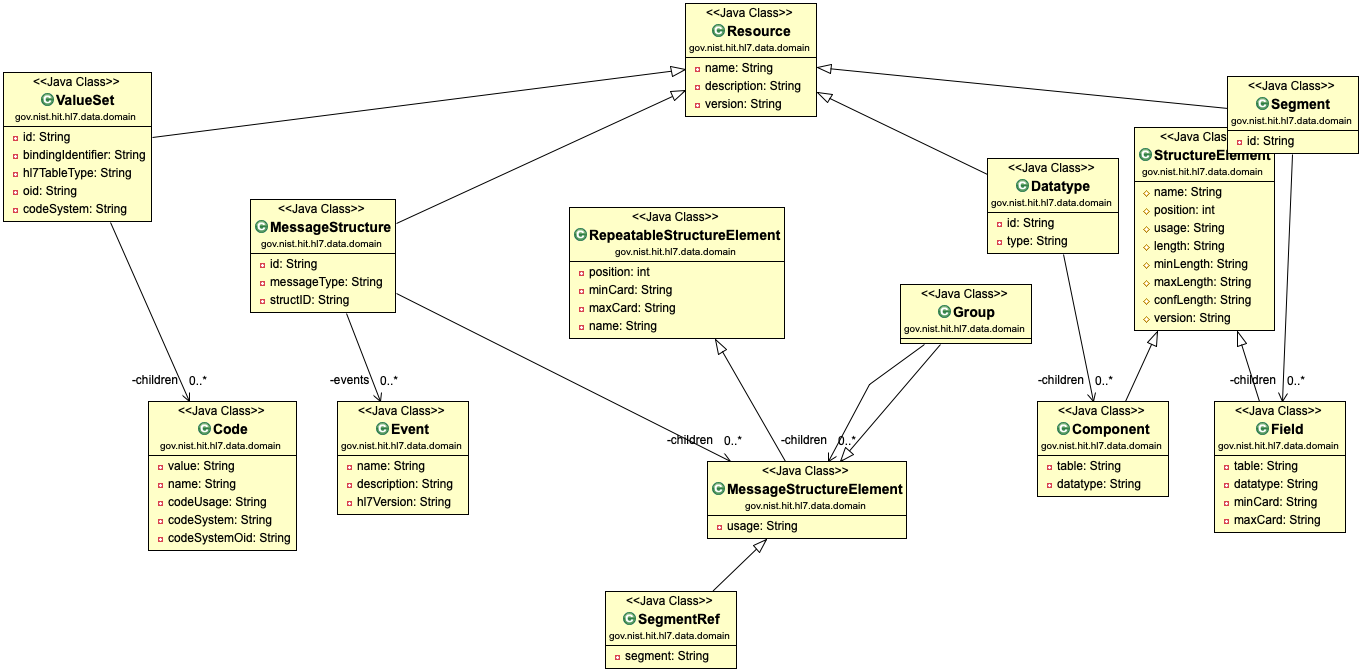 <<Java Class>>
Resource
gov.nist.hit.hl7.data.domain
name: String
description: String
version: String
<<Java Class>>
ValueSet
gov.nist.hit.hl7.data.domain
id: String
bindingIdentifier: String
hl7TableType: String
oid: String
codeSystem: String
<<Java Class>>
Segment
gov.nist.hit.hl7.data.domain
id: String
<<Java Clas
StructureElement
gov.nist.hit.hl7.data.domain
name: String
position: int
usage: String
length: String
minLength: String
maxLength: String
confLength: String
version: String
<<Java Class>>
Datatype
gov.nist.hit.hl7.data.domain
id: String
type: String
<<Java Class>>
MessageStructure
gov.nist.hit.hl7.data.domain
id: String
messageType: String
structID: String
<<Java Class>>
RepeatableStructureElement
gov.nist.hit.hl7.data.domain
position: int
minCard: String
maxCard: String
name: String
<<Java Class>>
Group
gov.nist.hit.hl7.data.domain
-children 0..*
-events 0..*
-children 0..*
-children 0..*
-children 0..*
-children 0..*
<<Java Class>>
Code
gov.nist.hit.hl7.data.domain
value: String
name: String
codeUsage: String
codeSystem: String
codeSystemOid: String
<<Java Class>>
Event
gov.nist.hit.hl7.data.domain
name: String
description: String
hl7Version: String
<<Java Class>>
MessageStructureElement
gov.nist.hit.hl7.data.domain
usage: String
<<Java Class>>
Component
gov.nist.hit.hl7.data.domain
table: String
datatype: String
<<Java Class>>
Field
gov.nist.hit.hl7.data.domain
table: String
datatype: String
minCard: String
maxCard: String
<<Java Class>>
SegmentRef
gov.nist.hit.hl7.data.domain
segment: String